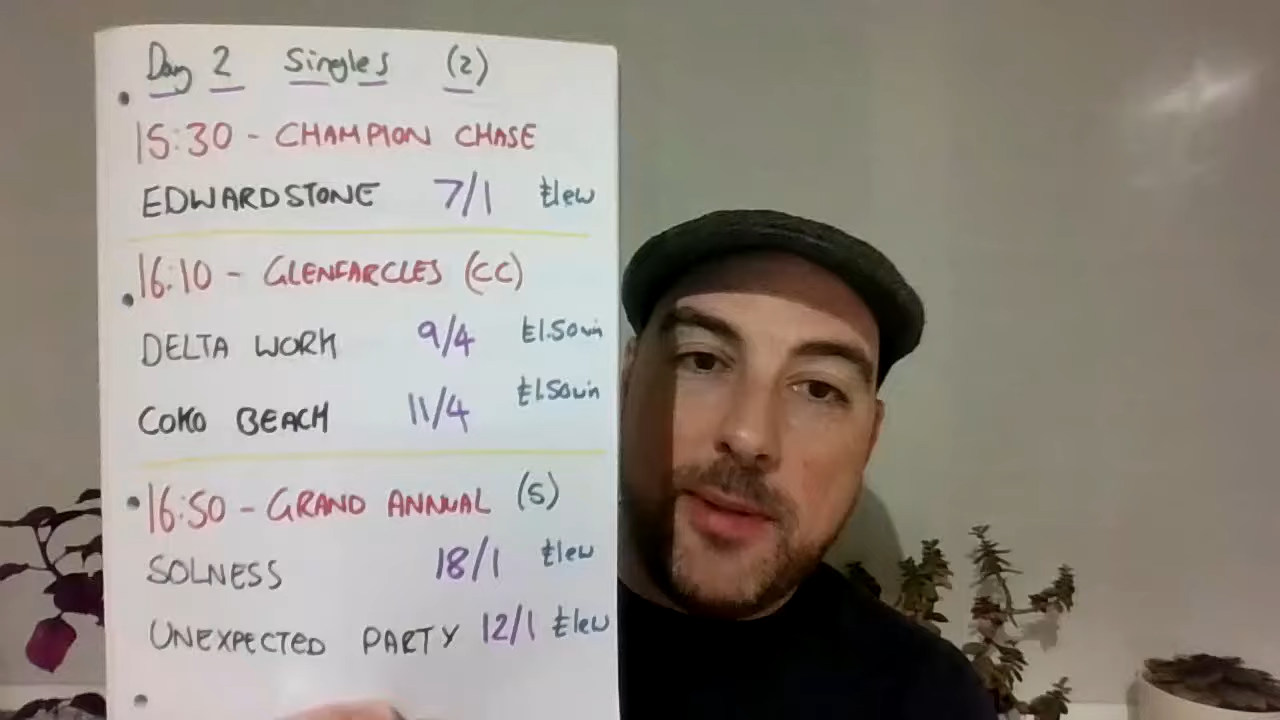 Day 2 Singles (2)
15:30 - CHAMPION CHASE
EDWARDSTONE 7/1 £1ew
16:10 - GLENFARCLES (CC)
DELTA WORK 9/4 £1.50win
COKO BEACH 11/4 £1.50win
16:50 - GRAND ANNUAL (5)
SOLNESS 18/1 £1ew
UNEXPECTED PARTY 12/1 £1ew